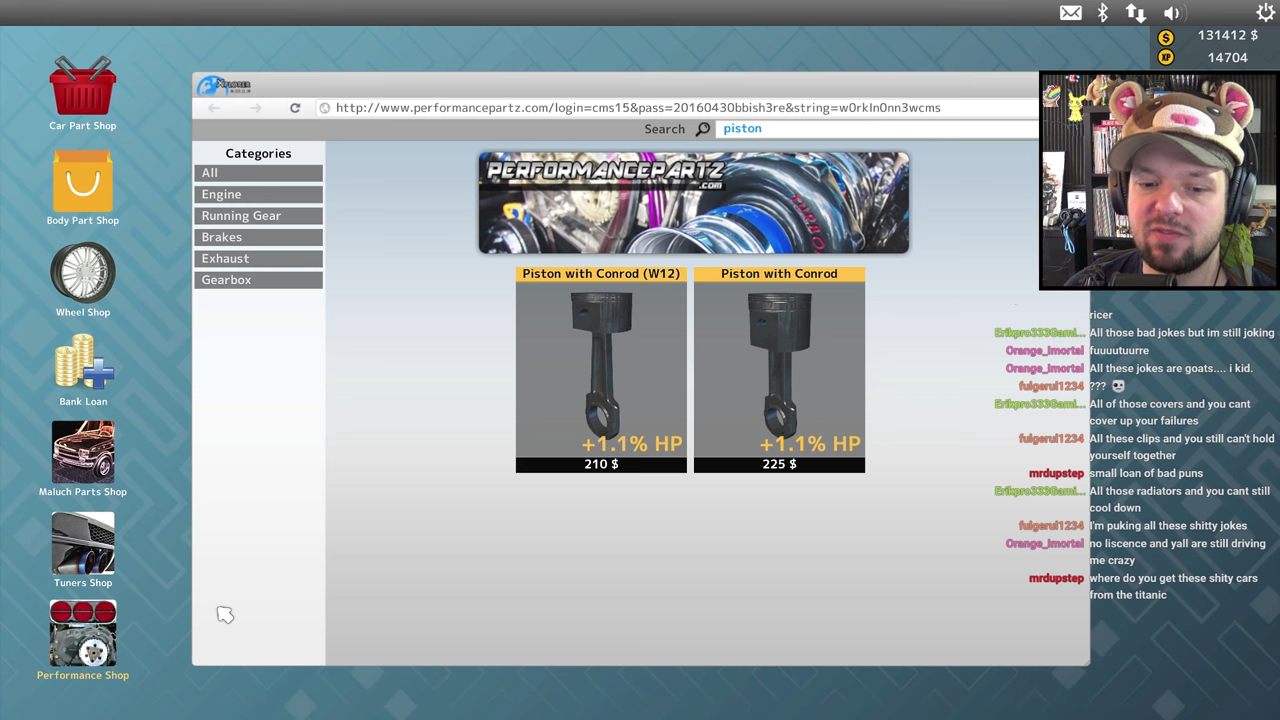 131412 $
14704
Car Part Shop
Body Part Shop
Wheel Shop
Bank Loan
Maluch Parts Shop
Tuners Shop
Performance Shop
http://www.performancepartz.com/login=cms15&pass=20160430bbish3re&string=w0rkIn0nn3wcms
Search piston
Categories
All
Engine
Running Gear
Brakes
Exhaust
Gearbox
PERFORMANCEPARTZ
.com
TURBO
Piston with Conrod (W12)
+1.1% HP
210 $
Piston with Conrod
+1.1% HP
225 $
ricer
Erikpro333Gami... All those bad jokes but im still joking
Orange_Imortal fuuuutuurre
Orange_Imortal All these jokes are goats.... i kid.
fulgerul1234 ??? 💀
Erikpro333Gami... All of those covers and you cant
cover up your failures
fulgerul1234 All these clips and you still can't hold
yourself together
mrdupstep small loan of bad puns
Erikpro333Gami... All those radiators and you cant still
cool down
fulgerul1234 I'm puking all these shitty jokes
Orange_Imortal no liscence and yall are still driving
me crazy
mrdupstep where do you get these shity cars
from the titanic